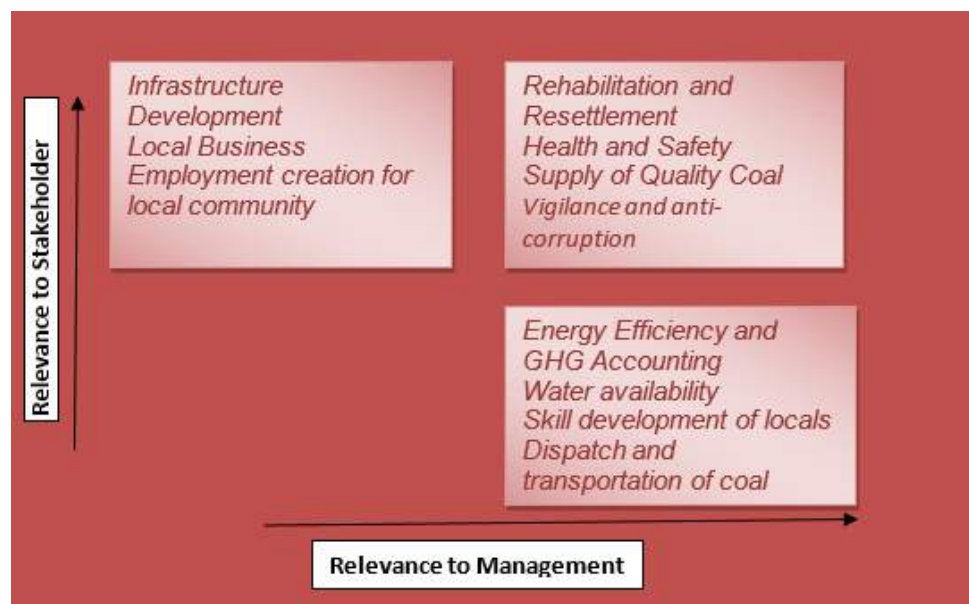 Infrastructure
Development
Local Business
Employment creation for
local community
Rehabilitation and
Resettlement
Health and Safety
Supply of Quality Coal
Vigilance and anti-
corruption
Relevance to Stakeholder
Energy Efficiency and
GHG Accounting
Water availability
Skill development of locals
Dispatch and
transportation of coal
Relevance to Management